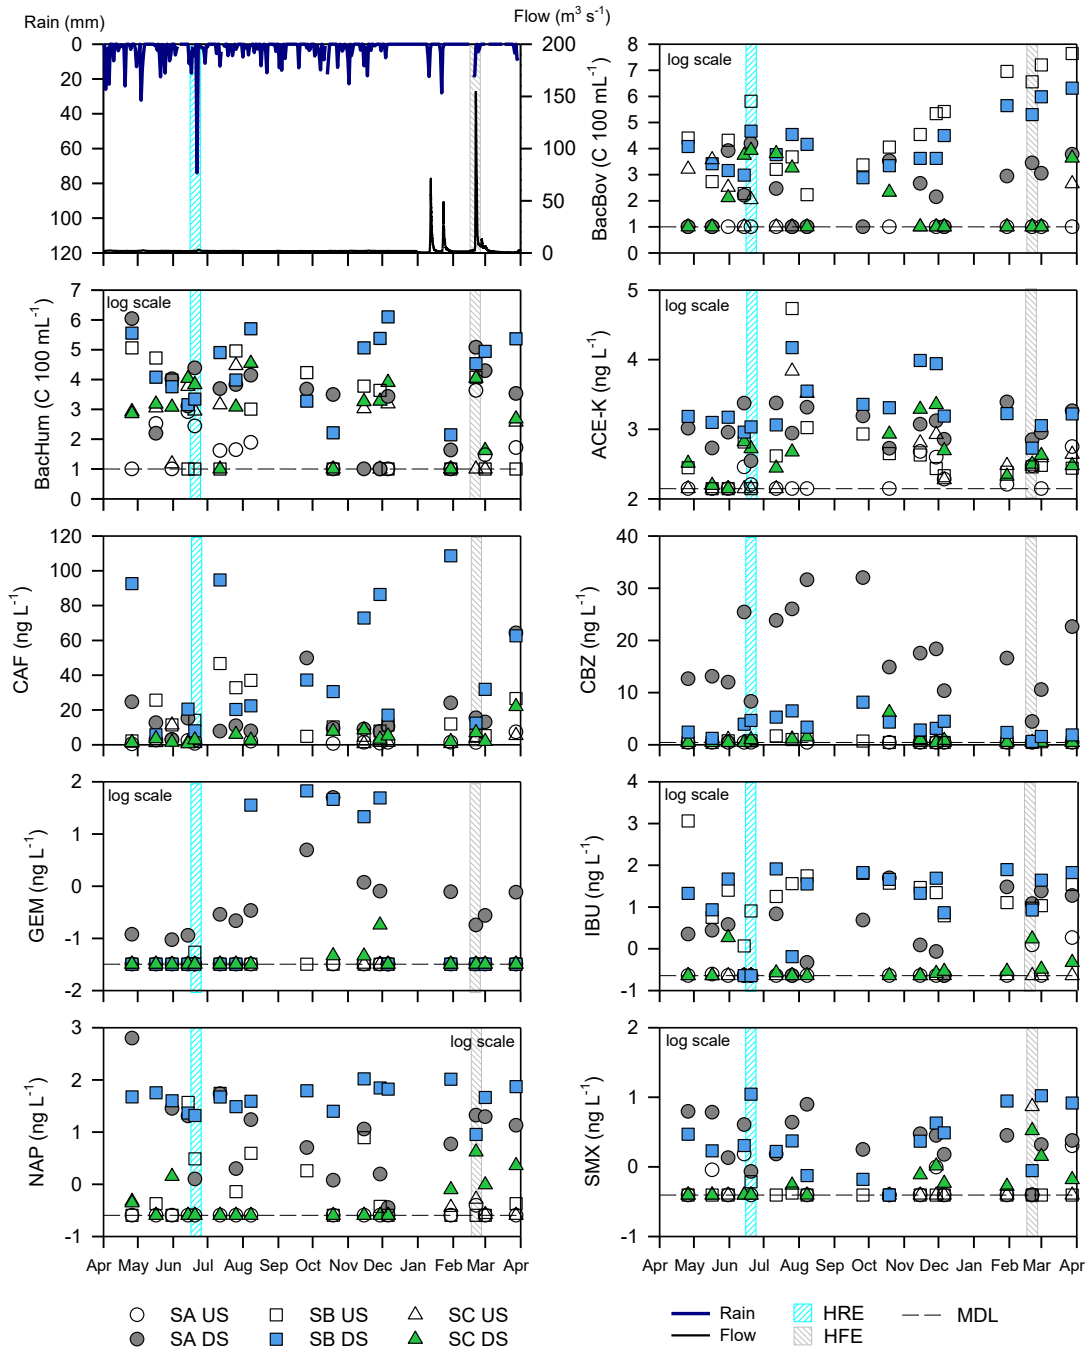 Rain (mm)
Flow (m³ s⁻¹)
0
20
40
60
80
100
120
200
150
100
50
0
log scale
BacBov (C 100 mL⁻¹)
8
7
6
5
4
3
2
1
0
log scale
BacHum (C 100 mL⁻¹)
7
6
5
4
3
2
1
0
log scale
ACE-K (ng L⁻¹)
5
4
3
2
CAF (ng L⁻¹)
120
100
80
60
40
20
0
CBZ (ng L⁻¹)
40
30
20
10
0
log scale
GEM (ng L⁻¹)
2
1
0
-1
-2
log scale
IBU (ng L⁻¹)
4
3
2
1
0
-1
log scale
NAP (ng L⁻¹)
3
2
1
0
-1
log scale
SMX (ng L⁻¹)
2
1
0
-1
Apr May Jun Jul Aug Sep Oct Nov Dec Jan Feb Mar Apr
Apr May Jun Jul Aug Sep Oct Nov Dec Jan Feb Mar Apr
SA US SB US SC US
SA DS SB DS SC DS
Rain HRE MDL
Flow HFE